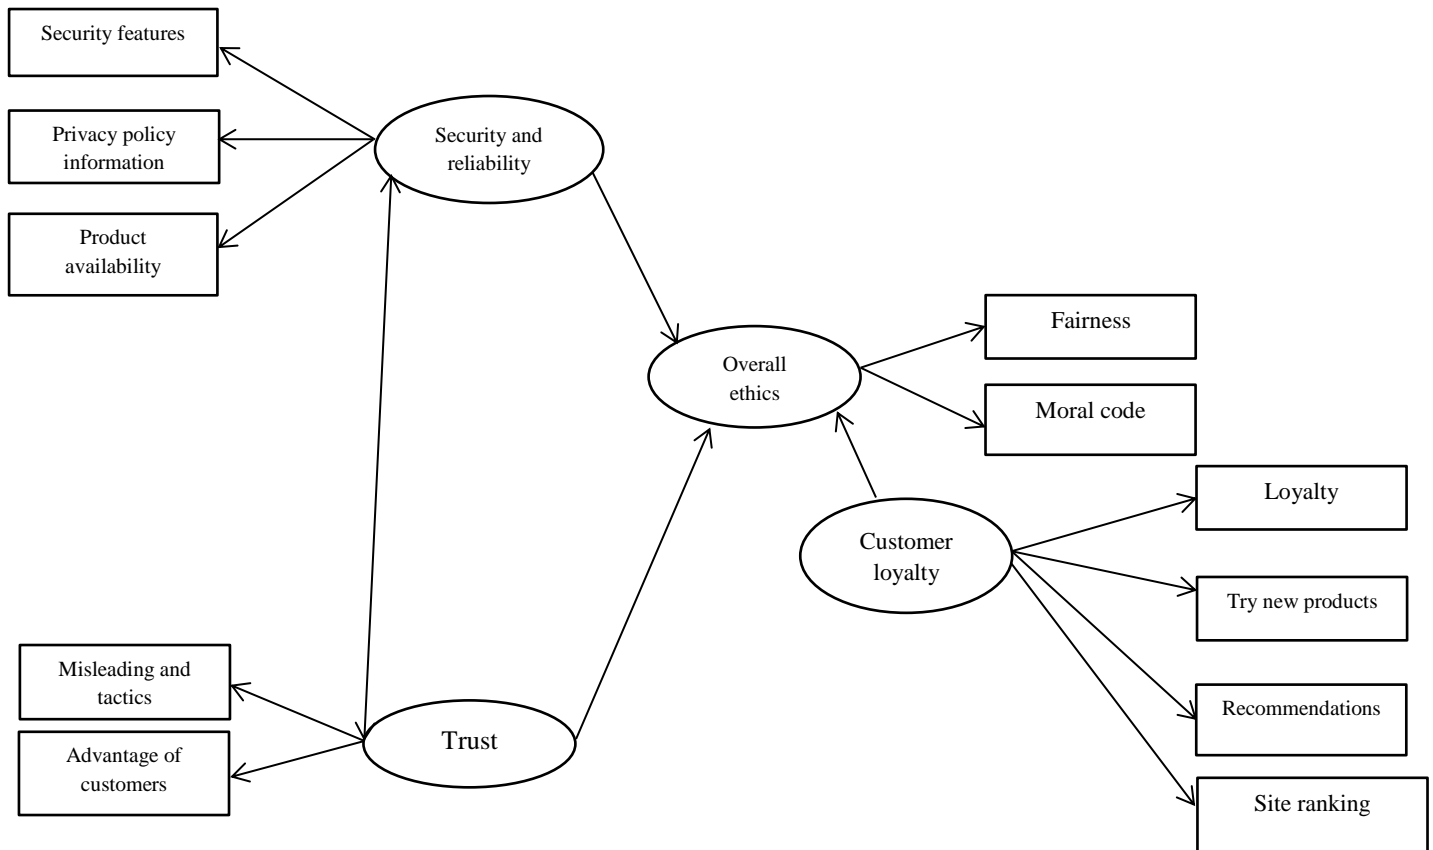 Security features
Privacy policy
information
Product
availability
Security and
reliability
Overall
ethics
Fairness
Moral code
Customer
loyalty
Loyalty
Try new products
Recommendations
Site ranking
Misleading and
tactics
Advantage of
customers
Trust